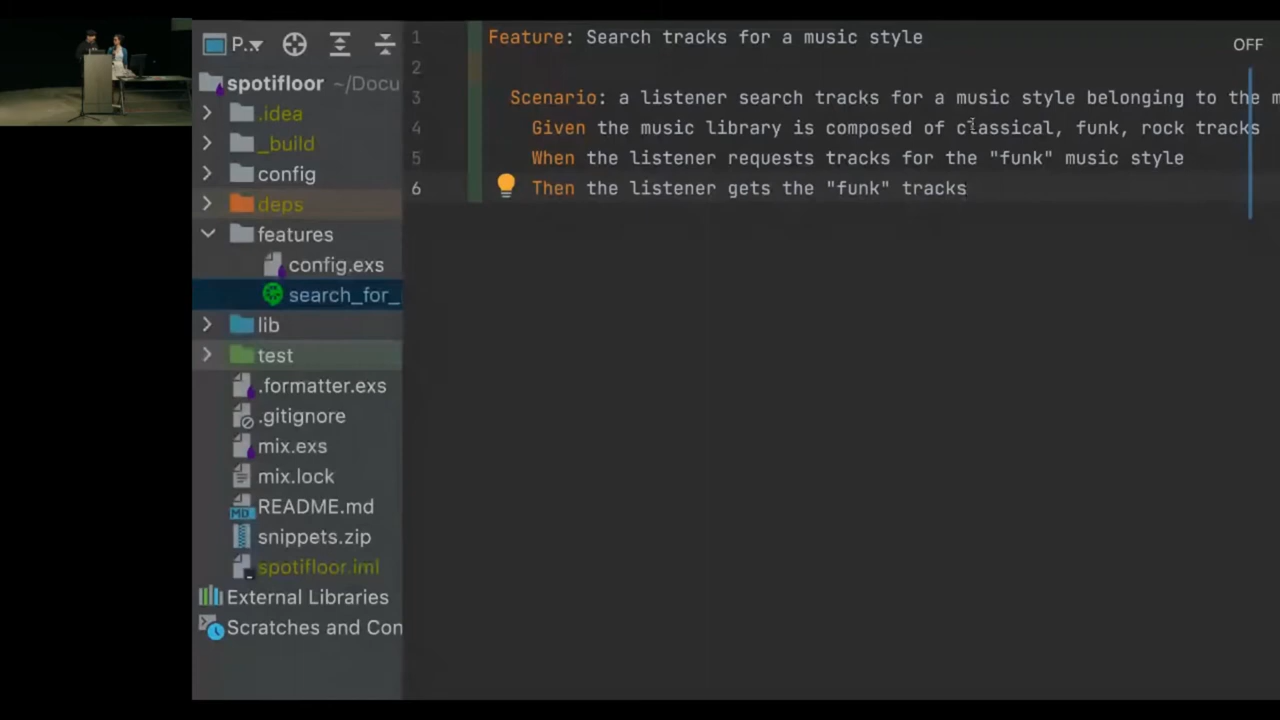 P..
spotifloor ~/Docu
.idea
_build
config
deps
features
config.exs
search_for_
lib
test
.formatter.exs
.gitignore
mix.exs
mix.lock
README.md
snippets.zip
spotifloor.iml
External Libraries
Scratches and Con
1 Feature: Search tracks for a music style
2
3 Scenario: a listener search tracks for a music style belonging to the m
4 Given the music library is composed of classical, funk, rock tracks
5 When the listener requests tracks for the "funk" music style
6 Then the listener gets the "funk" tracks
OFF